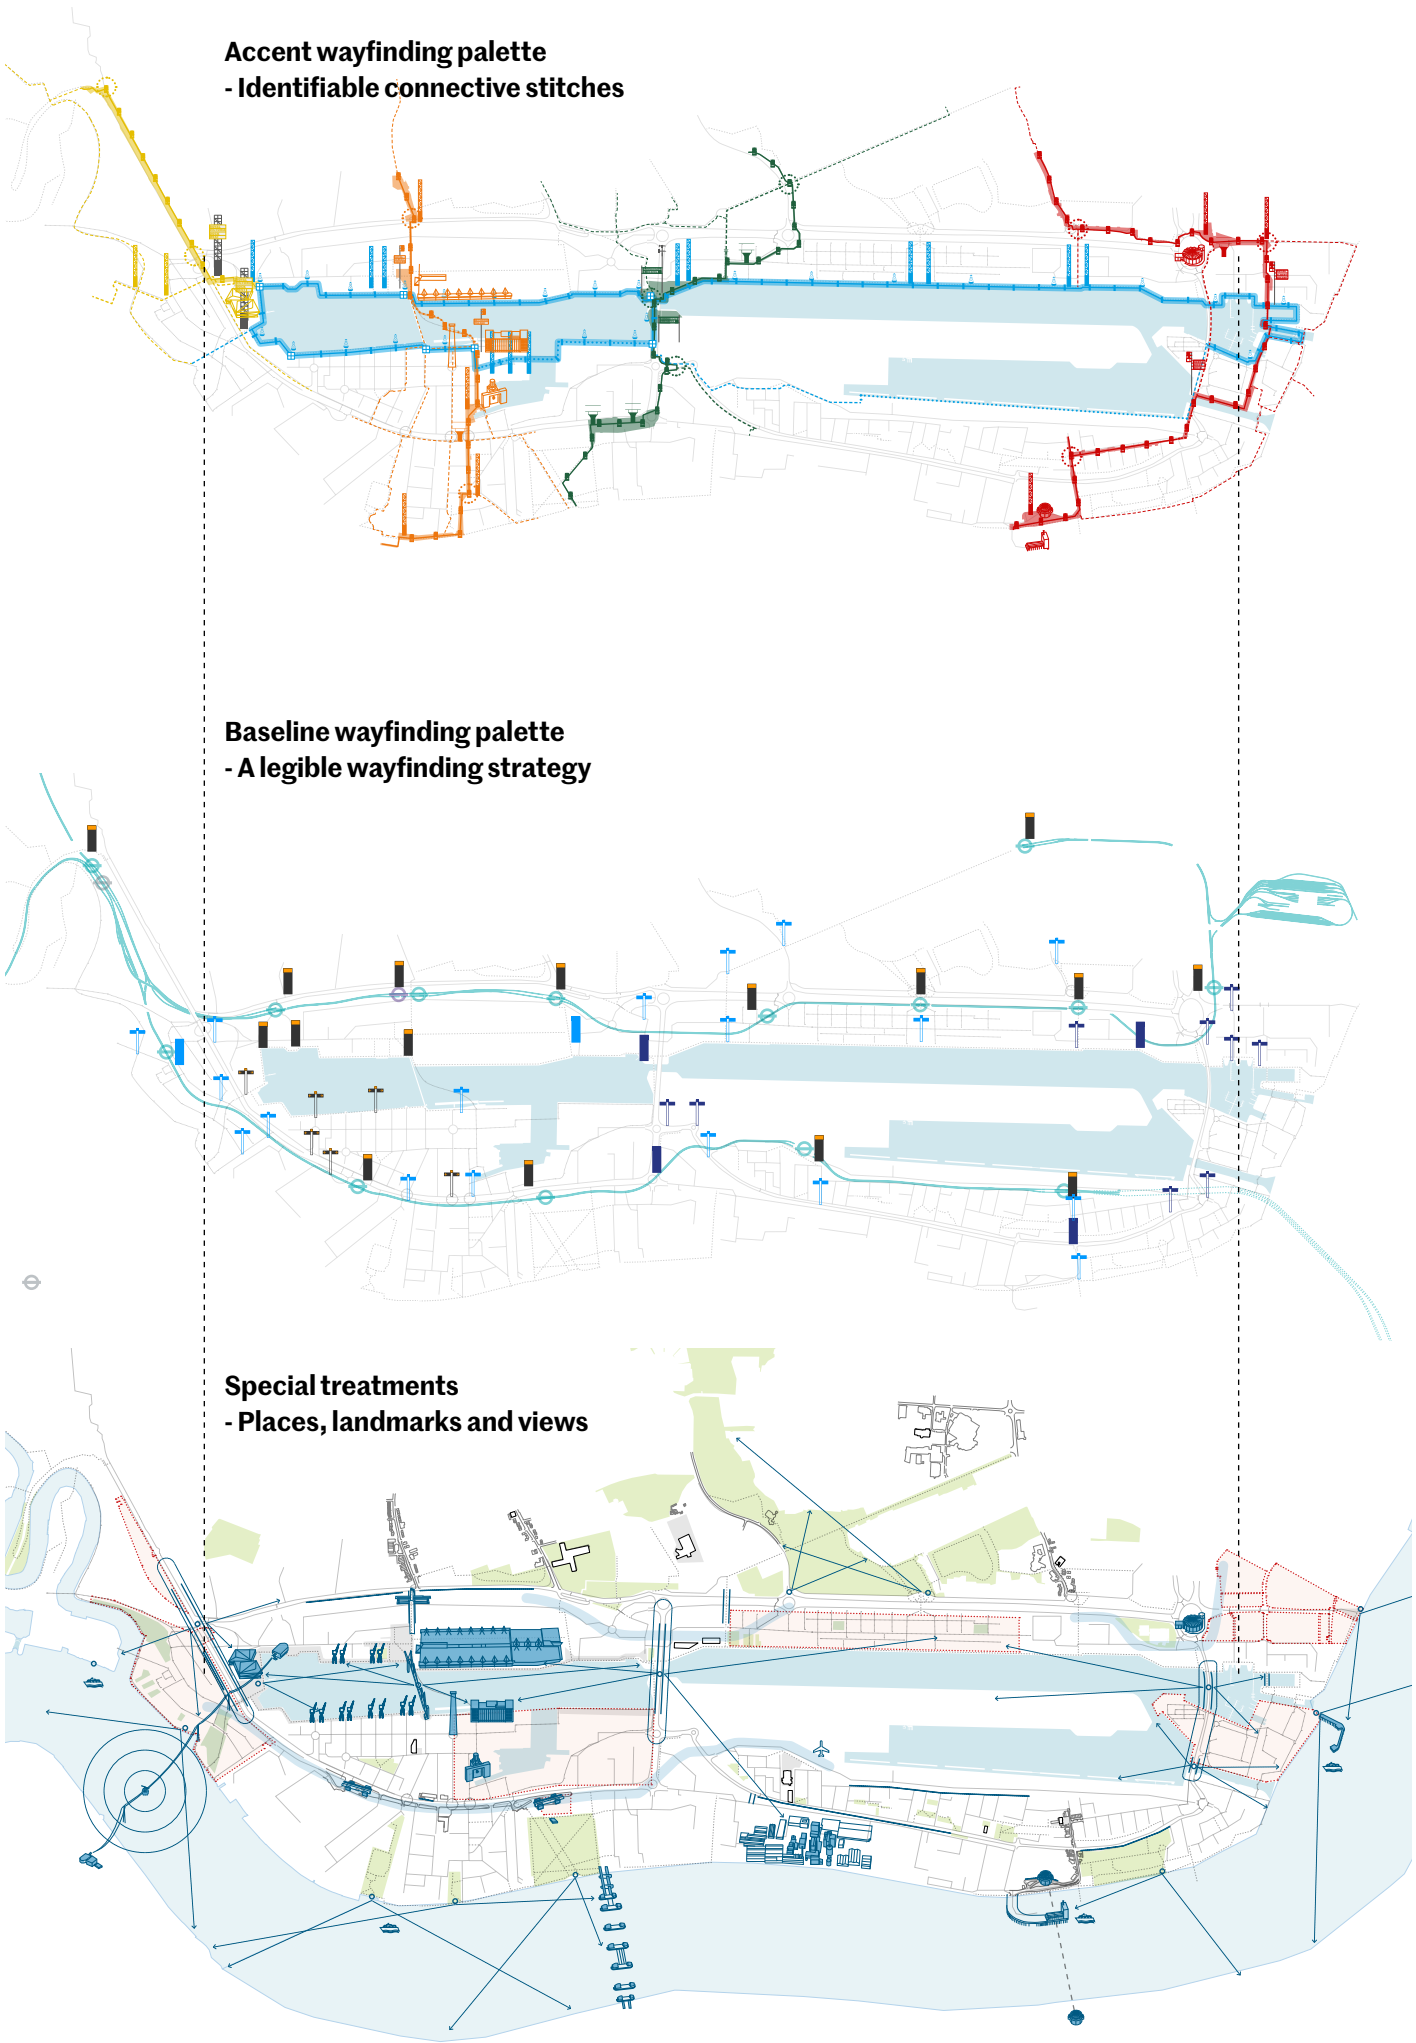 Accent wayfinding palette
- Identifiable connective stitches
Baseline wayfinding palette
- A legible wayfinding strategy
Special treatments
- Places, landmarks and views